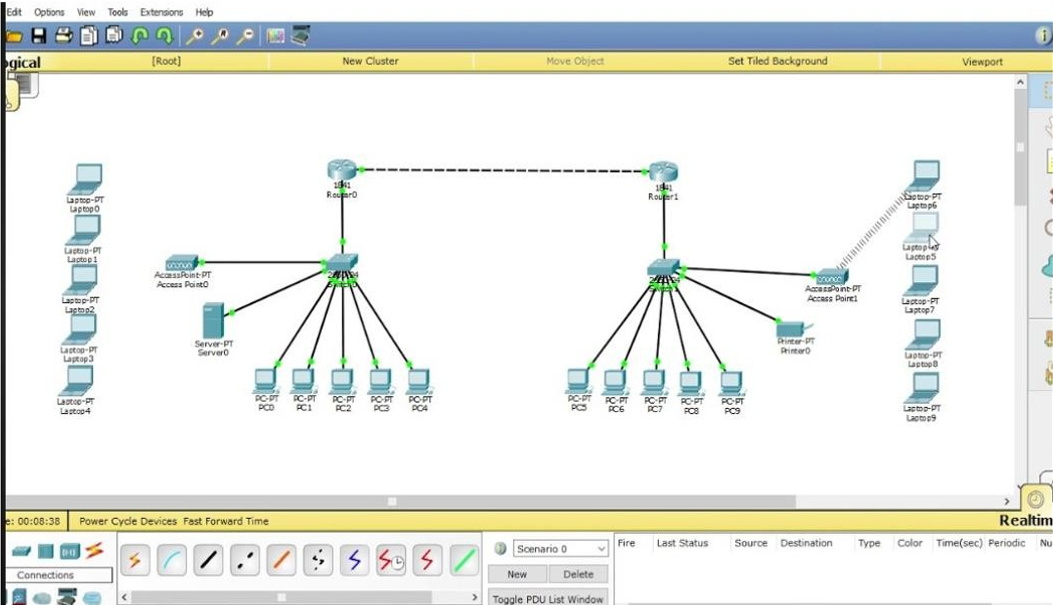 Edit Options View Tools Extensions Help
ogical [Root] New Cluster Move Object Set Tiled Background Viewport
1841
Router0
1841
Router1
Laptop-PT
Laptop0
Laptop-PT
Laptop1
Laptop-PT
Laptop2
Laptop-PT
Laptop3
Laptop-PT
Laptop4
AccessPoint-PT
Access Point0
Server-PT
Server0
PC-PT
PC0
PC-PT
PC1
PC-PT
PC2
PC-PT
PC3
PC-PT
PC4
PC-PT
PC5
PC-PT
PC6
PC-PT
PC7
PC-PT
PC8
PC-PT
PC9
AccessPoint-PT
Access Point1
Printer-PT
Printer0
Laptop-PT
Laptop6
Laptop5
Laptop-PT
Laptop7
Laptop-PT
Laptop8
Laptop-PT
Laptop9
e: 00:08:38 Power Cycle Devices Fast Forward Time
Realtim
Connections
Scenario 0
New Delete
Toggle PDU List Window
Fire Last Status Source Destination Type Color Time(sec) Periodic Nu